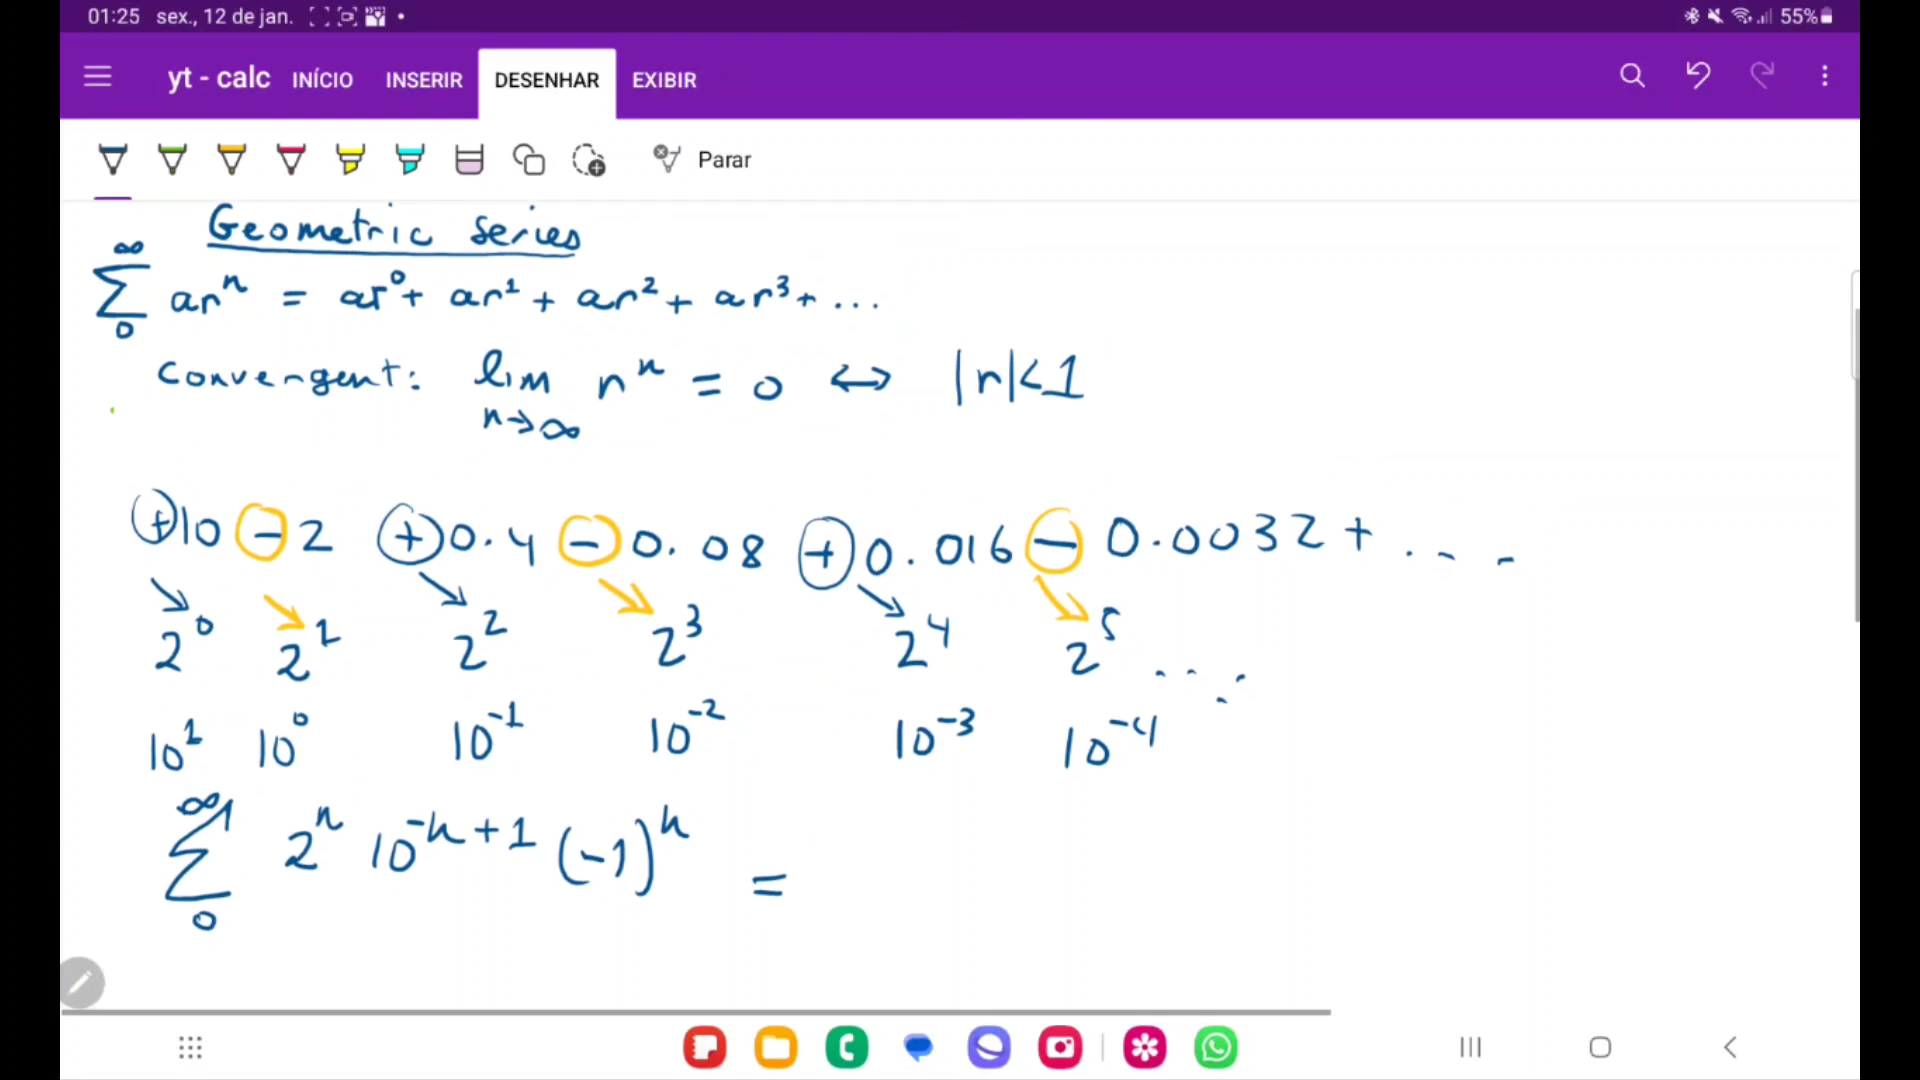 01:25 sex., 12 de jan.
55%
yt - calc INÍCIO INSERIR DESENHAR EXIBIR
Parar
Geometric series
∞
∑ arⁿ = ar⁰ + ar¹ + ar² + ar³ + ...
0
convergent: lim rⁿ = 0 ↔ |r|<1
n→∞
+10 - 2 + 0.4 - 0.08 + 0.016 - 0.0032 + ...
2⁰ 2¹ 2² 2³ 2⁴ 2⁵ ...
10¹ 10⁰ 10⁻¹ 10⁻² 10⁻³ 10⁻⁴
∞
∑ 2ⁿ 10⁻ⁿ⁺¹ (-1)ⁿ =
0